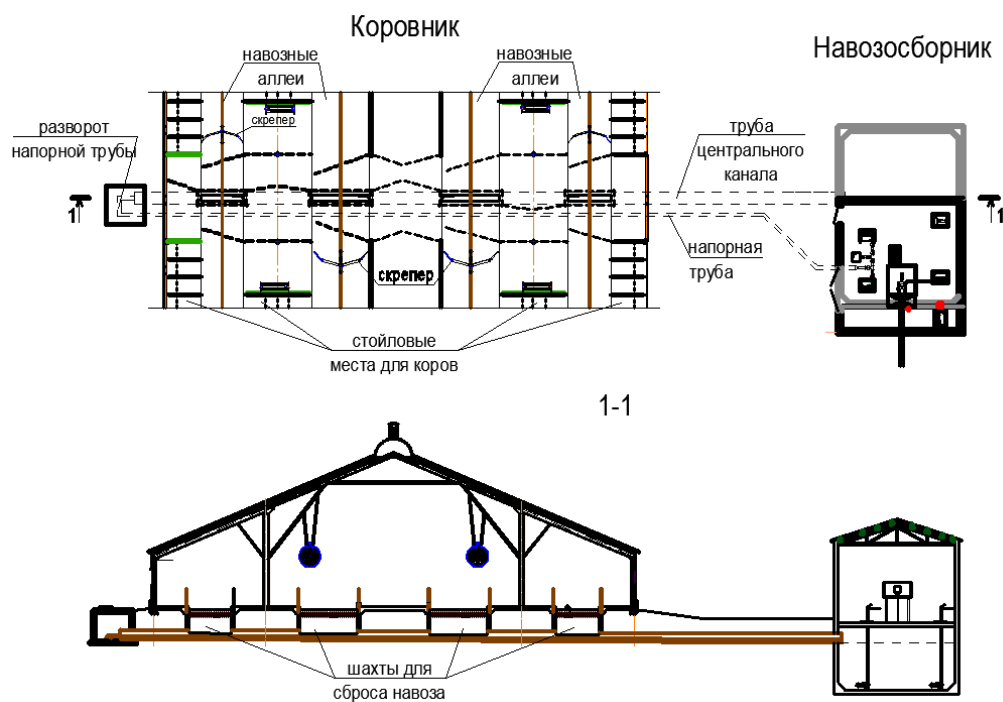 Коровник
Навозосборник
навозные
аллеи
навозные
аллеи
скрепер
разворот
напорной трубы
труба
центрального
канала
1
1
напорная
труба
скрепер
стойловые
места для коров
1-1
шахты для
сброса навоза